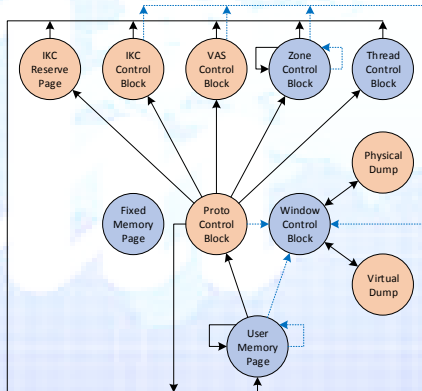 IKC
Reserve
Page
IKC
Control
Block
VAS
Control
Block
Zone
Control
Block
Thread
Control
Block
Physical
Dump
Fixed
Memory
Page
Proto
Control
Block
Window
Control
Block
Virtual
Dump
User
Memory
Page